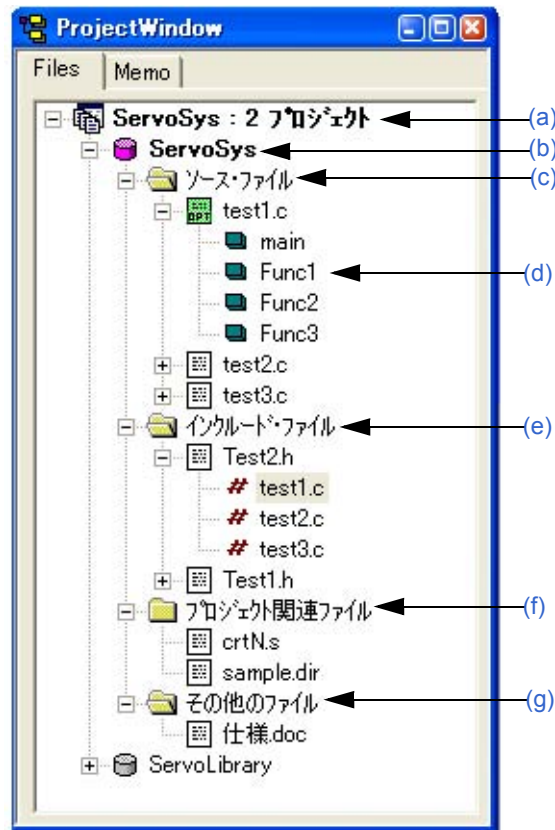 ProjectWindow
Files
Memo
ServoSys : 2 プロジェクト
(a)
ServoSys
(b)
ソース・ファイル
(c)
test1.c
main
Func1
(d)
Func2
Func3
test2.c
test3.c
インクルード・ファイル
(e)
Test2.h
# test1.c
# test2.c
# test3.c
Test1.h
プロジェクト関連ファイル
(f)
crtN.s
sample.dir
その他のファイル
(g)
仕様.doc
ServoLibrary